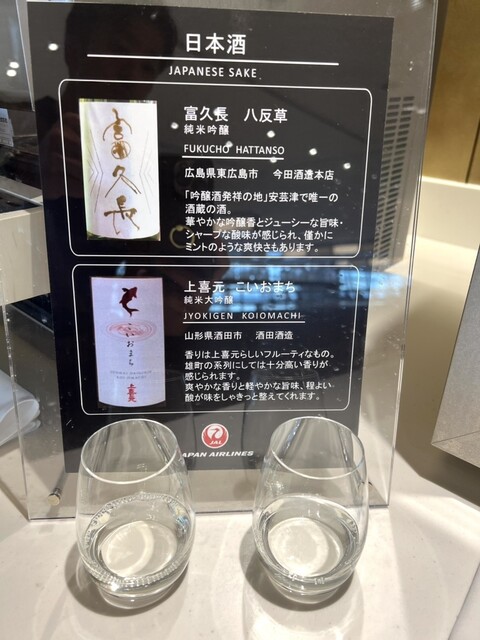 日本酒
JAPANESE SAKE
富久長
富久長 八反草
純米吟醸
FUKUCHO HATTANSO
広島県東広島市 今田酒造本店
「吟醸酒発祥の地」安芸津で唯一の
酒蔵の酒。
華やかな吟醸香とジューシーな旨味・
シャープな酸味が感じられ、僅かに
ミントのような爽快さもあります。
こいおまち
上喜元 こいおまち
純米大吟醸
JYOKIGEN KOIOMACHI
山形県酒田市 酒田酒造
香りは上喜元らしいフルーティなもの。
雄町の系列にしては十分高い香りが
感じられます。
爽やかな香りと軽やかな旨味、程よい
酸が味をしゃきっと整えてくれます。
JAL
JAPAN AIRLINES